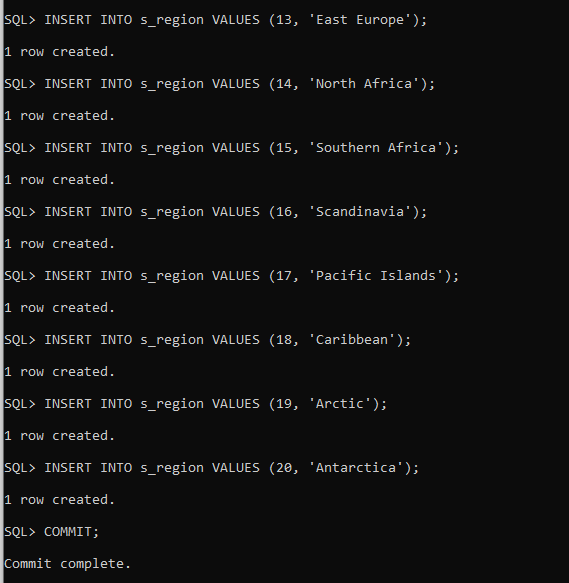 SQL> INSERT INTO s_region VALUES (13, 'East Europe');
1 row created.
SQL> INSERT INTO s_region VALUES (14, 'North Africa');
1 row created.
SQL> INSERT INTO s_region VALUES (15, 'Southern Africa');
1 row created.
SQL> INSERT INTO s_region VALUES (16, 'Scandinavia');
1 row created.
SQL> INSERT INTO s_region VALUES (17, 'Pacific Islands');
1 row created.
SQL> INSERT INTO s_region VALUES (18, 'Caribbean');
1 row created.
SQL> INSERT INTO s_region VALUES (19, 'Arctic');
1 row created.
SQL> INSERT INTO s_region VALUES (20, 'Antarctica');
1 row created.
SQL> COMMIT;
Commit complete.